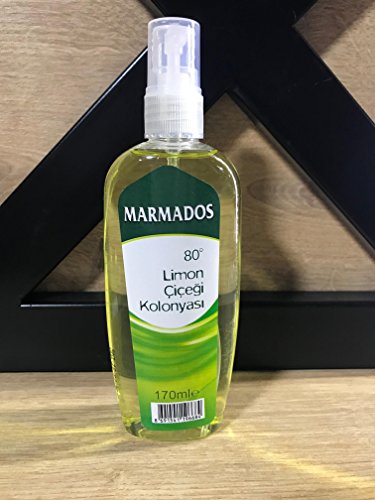 MARMADOS
80°
Limon
Çiçeği
Kolonyası
170ml℮